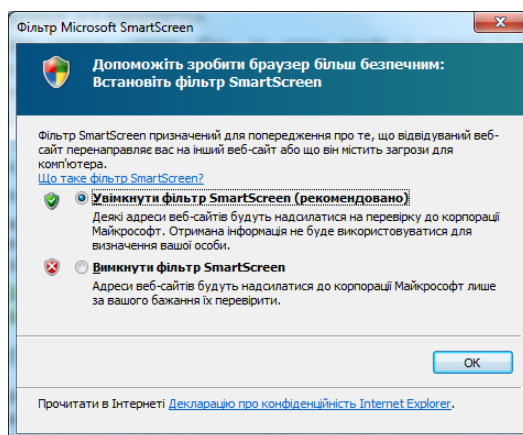 Фільтр Microsoft SmartScreen
Допоможіть зробити браузер більш безпечним:
Встановіть фільтр SmartScreen
Фільтр SmartScreen призначений для попередження про те, що відвідуваний веб-
сайт перенаправляє вас на інший веб-сайт або що він містить загрози для
комп'ютера.
Що таке фільтр SmartScreen?
Увімкнути фільтр SmartScreen (рекомендовано)
Деякі адреси веб-сайтів будуть надсилатися на перевірку до корпорації
Майкрософт. Отримана інформація не буде використовуватися для
визначення вашої особи.
Вимкнути фільтр SmartScreen
Адреси веб-сайтів будуть надсилатися до корпорації Майкрософт лише
за вашого бажання їх перевірити.
ОК
Прочитати в Інтернеті Декларацію про конфіденційність Internet Explorer.